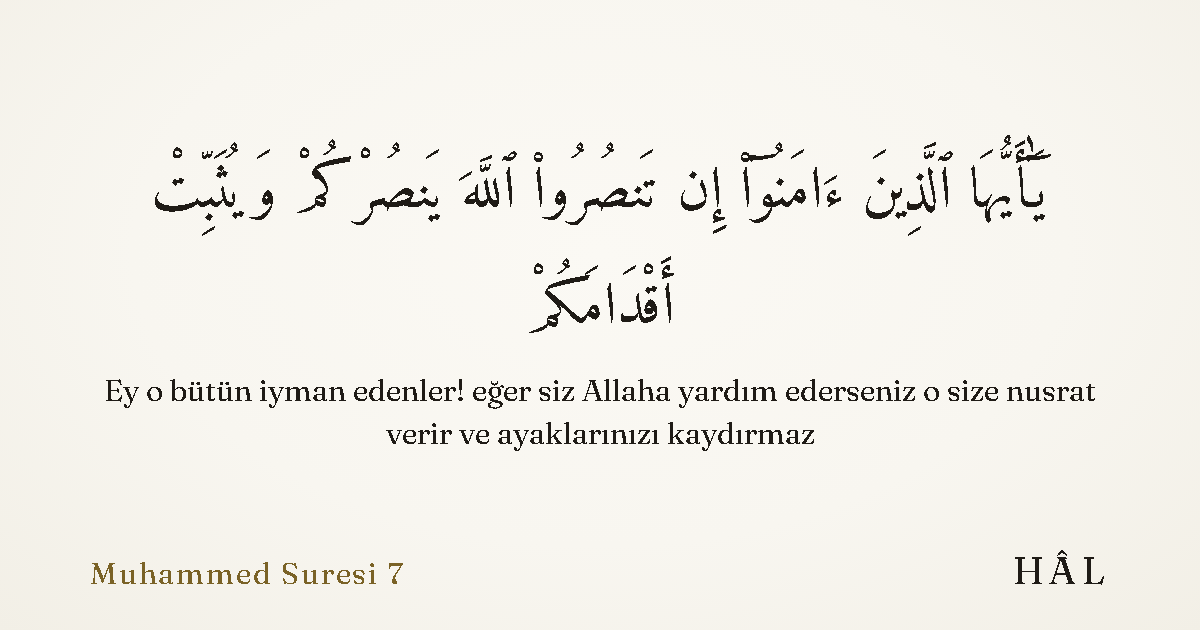 يَـٰٓأَيُّهَا ٱلَّذِينَ ءَامَنُوٓا۟ إِن تَنصُرُوا۟ ٱللَّهَ يَنصُرْكُمْ وَيُثَبِّتْ
أَقْدَامَكُمْ
Ey o bütün iyman edenler! eğer siz Allaha yardım ederseniz o size nusrat
verir ve ayaklarınızı kaydırmaz
Muhammed Suresi 7
HÂL